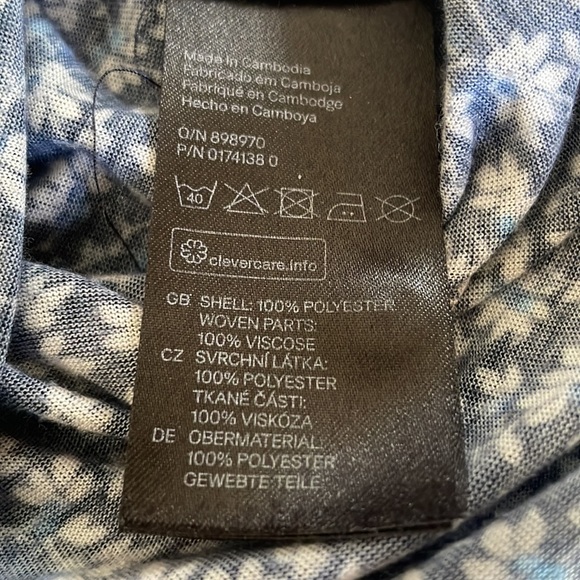 Made in Cambodia
Fabricado em Camboja
Fabriqué en Cambodge
Hecho en Camboya
O/N 898970
P/N 0174138 0
40
clevercare.info
GB SHELL: 100% POLYESTER
WOVEN PARTS:
100% VISCOSE
CZ SVRCHNÍ LÁTKA:
100% POLYESTER
TKANÉ ČÁSTI:
100% VISKÓZA
DE OBERMATERIAL:
100% POLYESTER
GEWEBTE TEILE: